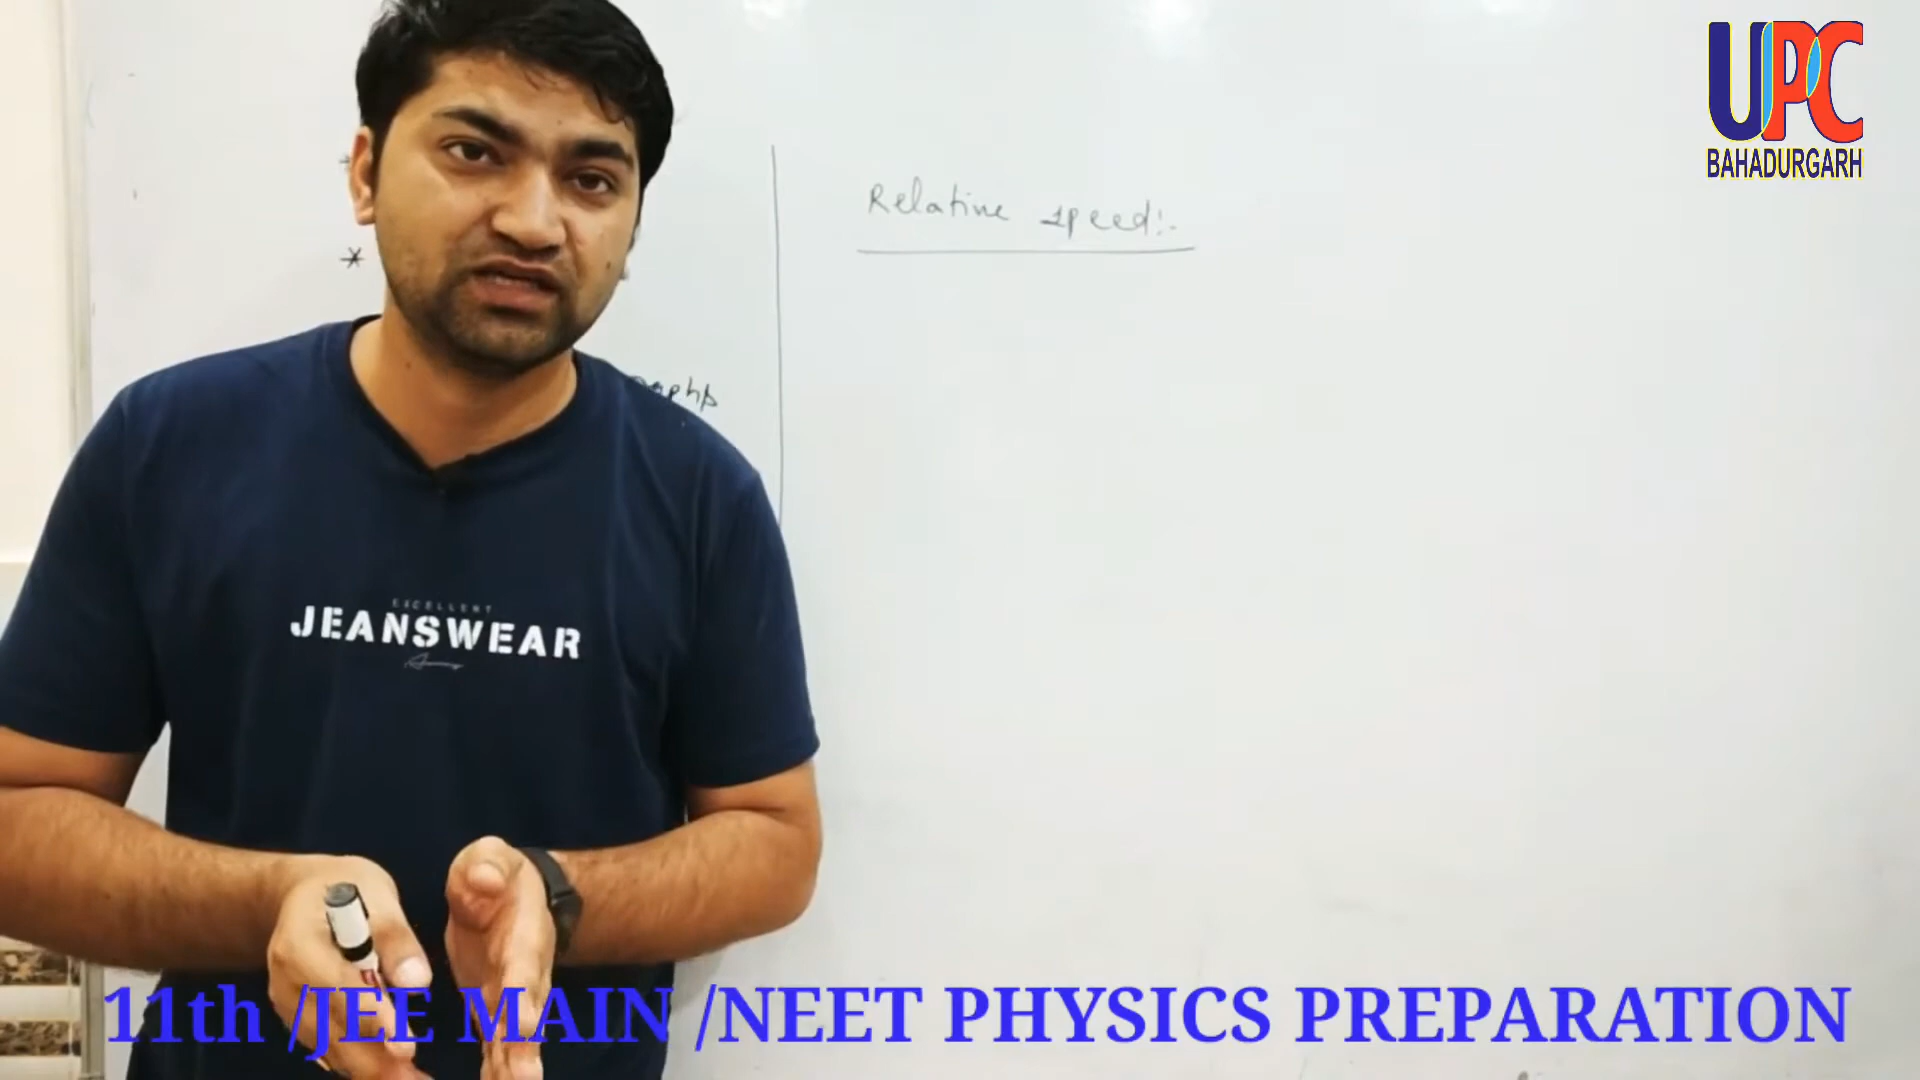 UPC
BAHADURGARH
Relative speed:-
*
EXCELLENT
JEANSWEAR
11th /JEE MAIN /NEET PHYSICS PREPARATION